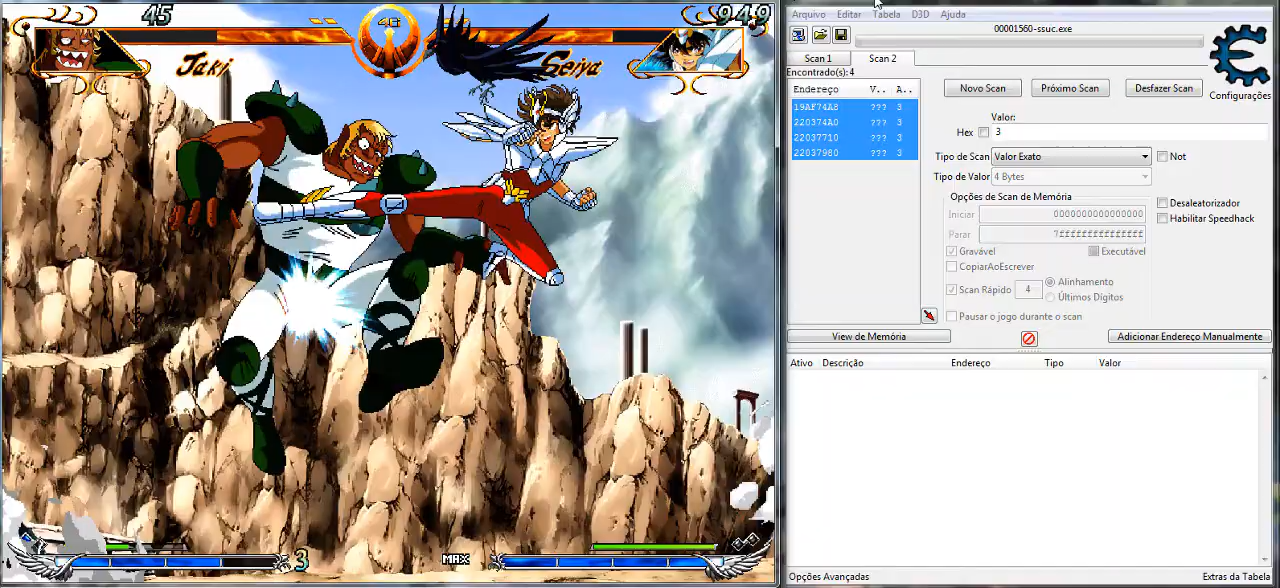 45
46
949
Jaki
Seiya
3
MAX
Arquivo Editar Tabela D3D Ajuda
00001560-ssuc.exe
Scan 1 Scan 2
Encontrado(s):4
Endereço V.. A..
19AF74A8 ??? 3
220374A0 ??? 3
22037710 ??? 3
22037980 ??? 3
Novo Scan Próximo Scan Desfazer Scan
Configurações
Valor:
Hex 3
Tipo de Scan Valor Exato Not
Tipo de Valor 4 Bytes
Opções de Scan de Memória
Iniciar 0000000000000000
Parar 7fffffffffffffff
Gravável Executável
CopiarAoEscrever
Scan Rápido 4 Alinhamento
Últimos Dígitos
Pausar o jogo durante o scan
Desaleatorizador
Habilitar Speedhack
View de Memória Adicionar Endereço Manualmente
Ativo Descrição Endereço Tipo Valor
Opções Avançadas Extras da Tabela